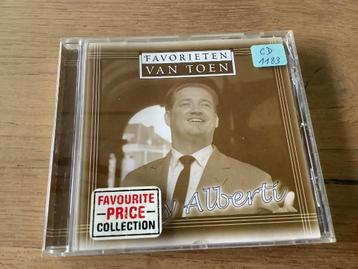 FAVORIETEN
VAN TOEN
CD
1183
Alberti
FAVOURITE
PRICE
COLLECTION